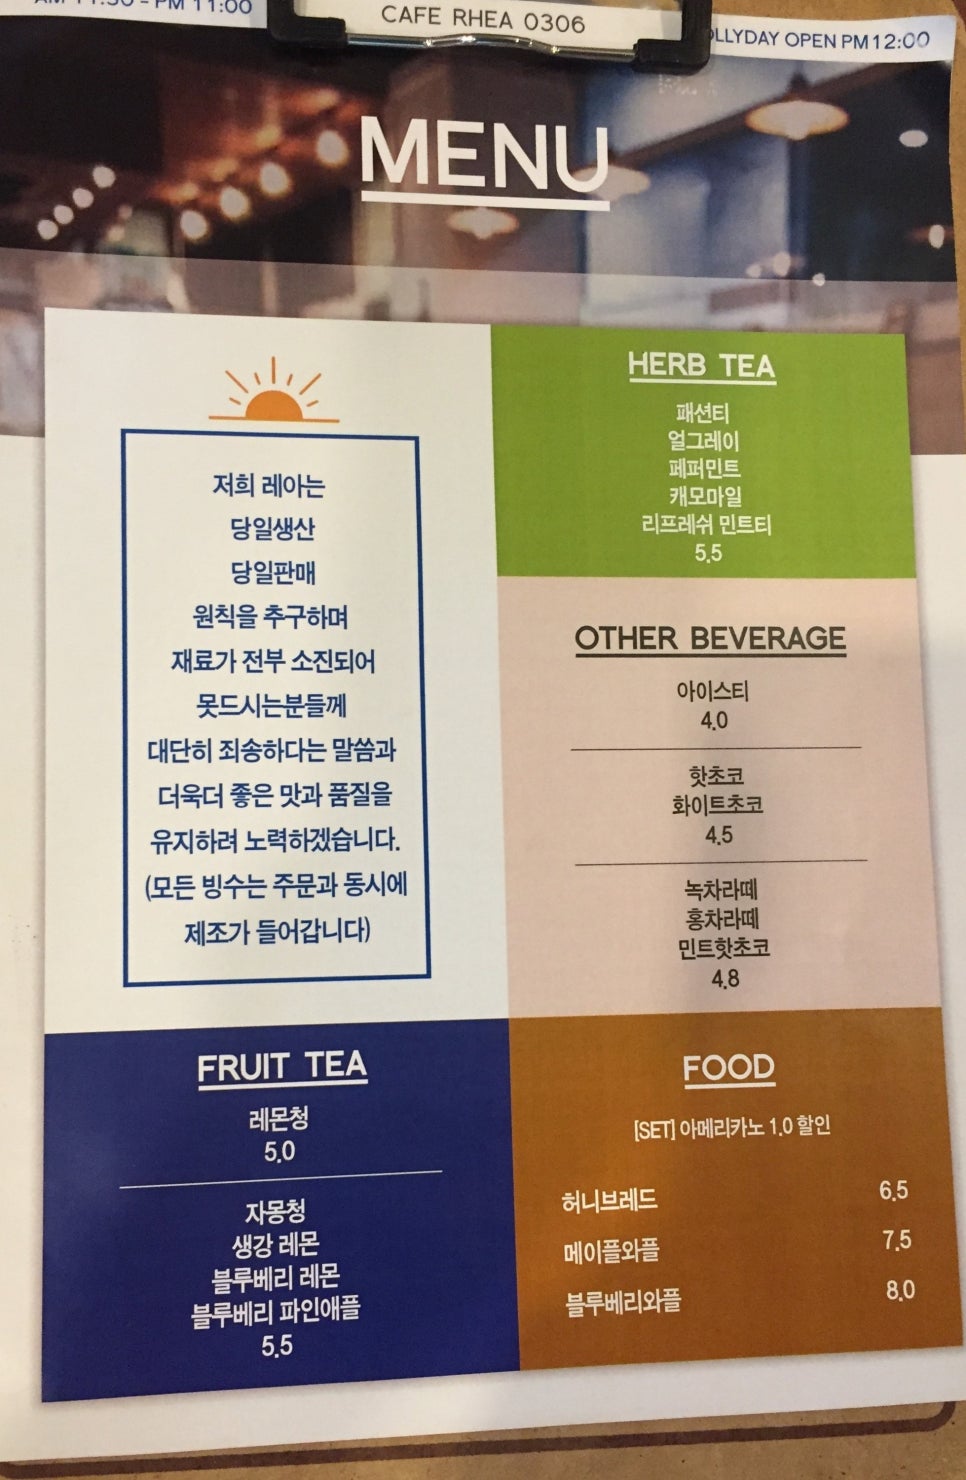 AM 11:30 - PM 11:00
CAFE RHEA 0306
OLLYDAY OPEN PM 12:00
MENU
저희 레아는
당일생산
당일판매
원칙을 추구하며
재료가 전부 소진되어
못드시는분들께
대단히 죄송하다는 말씀과
더욱더 좋은 맛과 품질을
유지하려 노력하겠습니다.
(모든 빙수는 주문과 동시에
제조가 들어갑니다)
HERB TEA
패션티
얼그레이
페퍼민트
캐모마일
리프레쉬 민트티
5.5
OTHER BEVERAGE
아이스티
4.0
핫초코
화이트초코
4.5
녹차라떼
홍차라떼
민트핫초코
4.8
FRUIT TEA
레몬청
5.0
자몽청
생강 레몬
블루베리 레몬
블루베리 파인애플
5.5
FOOD
[SET] 아메리카노 1.0 할인
허니브레드 6.5
메이플와플 7.5
블루베리와플 8.0